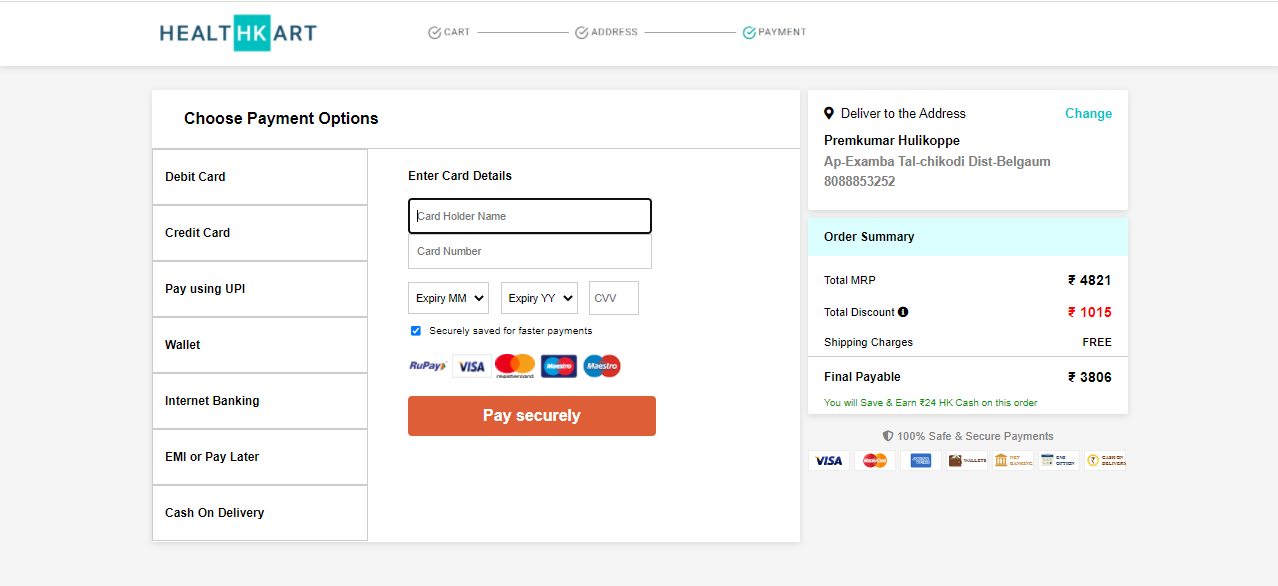 HEALTHKART
CART
ADDRESS
PAYMENT
Choose Payment Options
Debit Card
Credit Card
Pay using UPI
Wallet
Internet Banking
EMI or Pay Later
Cash On Delivery
Enter Card Details
Card Holder Name
Card Number
Expiry MM
Expiry YY
CVV
Securely saved for faster payments
RuPay
VISA
mastercard
Maestro
Maestro
Pay securely
Deliver to the Address
Change
Premkumar Hulikoppe
Ap-Examba Tal-chikodi Dist-Belgaum
8088853252
Order Summary
Total MRP ₹ 4821
Total Discount ₹ 1015
Shipping Charges FREE
Final Payable ₹ 3806
You will Save & Earn ₹24 HK Cash on this order
100% Safe & Secure Payments
VISA
MasterCard
WALLETS
NET
BANKING
EMI
OPTION
CASH ON
DELIVERY